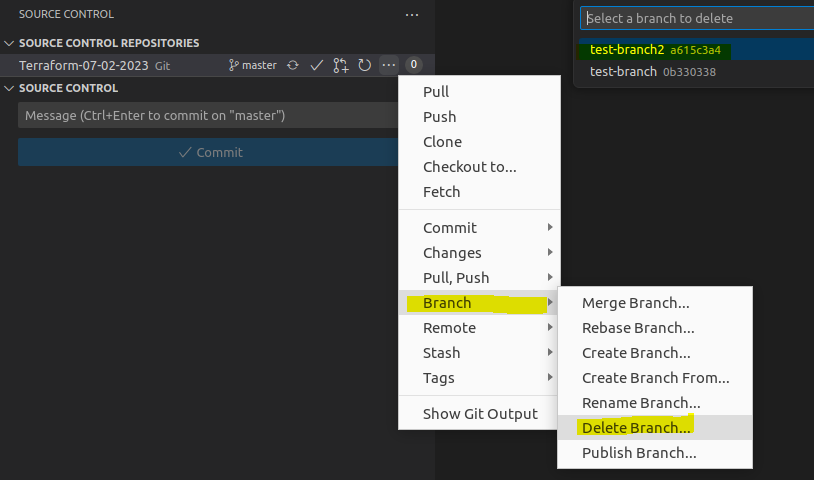 SOURCE CONTROL
SOURCE CONTROL REPOSITORIES
Terraform-07-02-2023 Git master 0
SOURCE CONTROL
Message (Ctrl+Enter to commit on "master")
Commit
Pull
Push
Clone
Checkout to...
Fetch
Commit
Changes
Pull, Push
Branch
Remote
Stash
Tags
Show Git Output
Merge Branch...
Rebase Branch...
Create Branch...
Create Branch From...
Rename Branch...
Delete Branch...
Publish Branch...
Select a branch to delete
test-branch2 a615c3a4
test-branch 0b330338